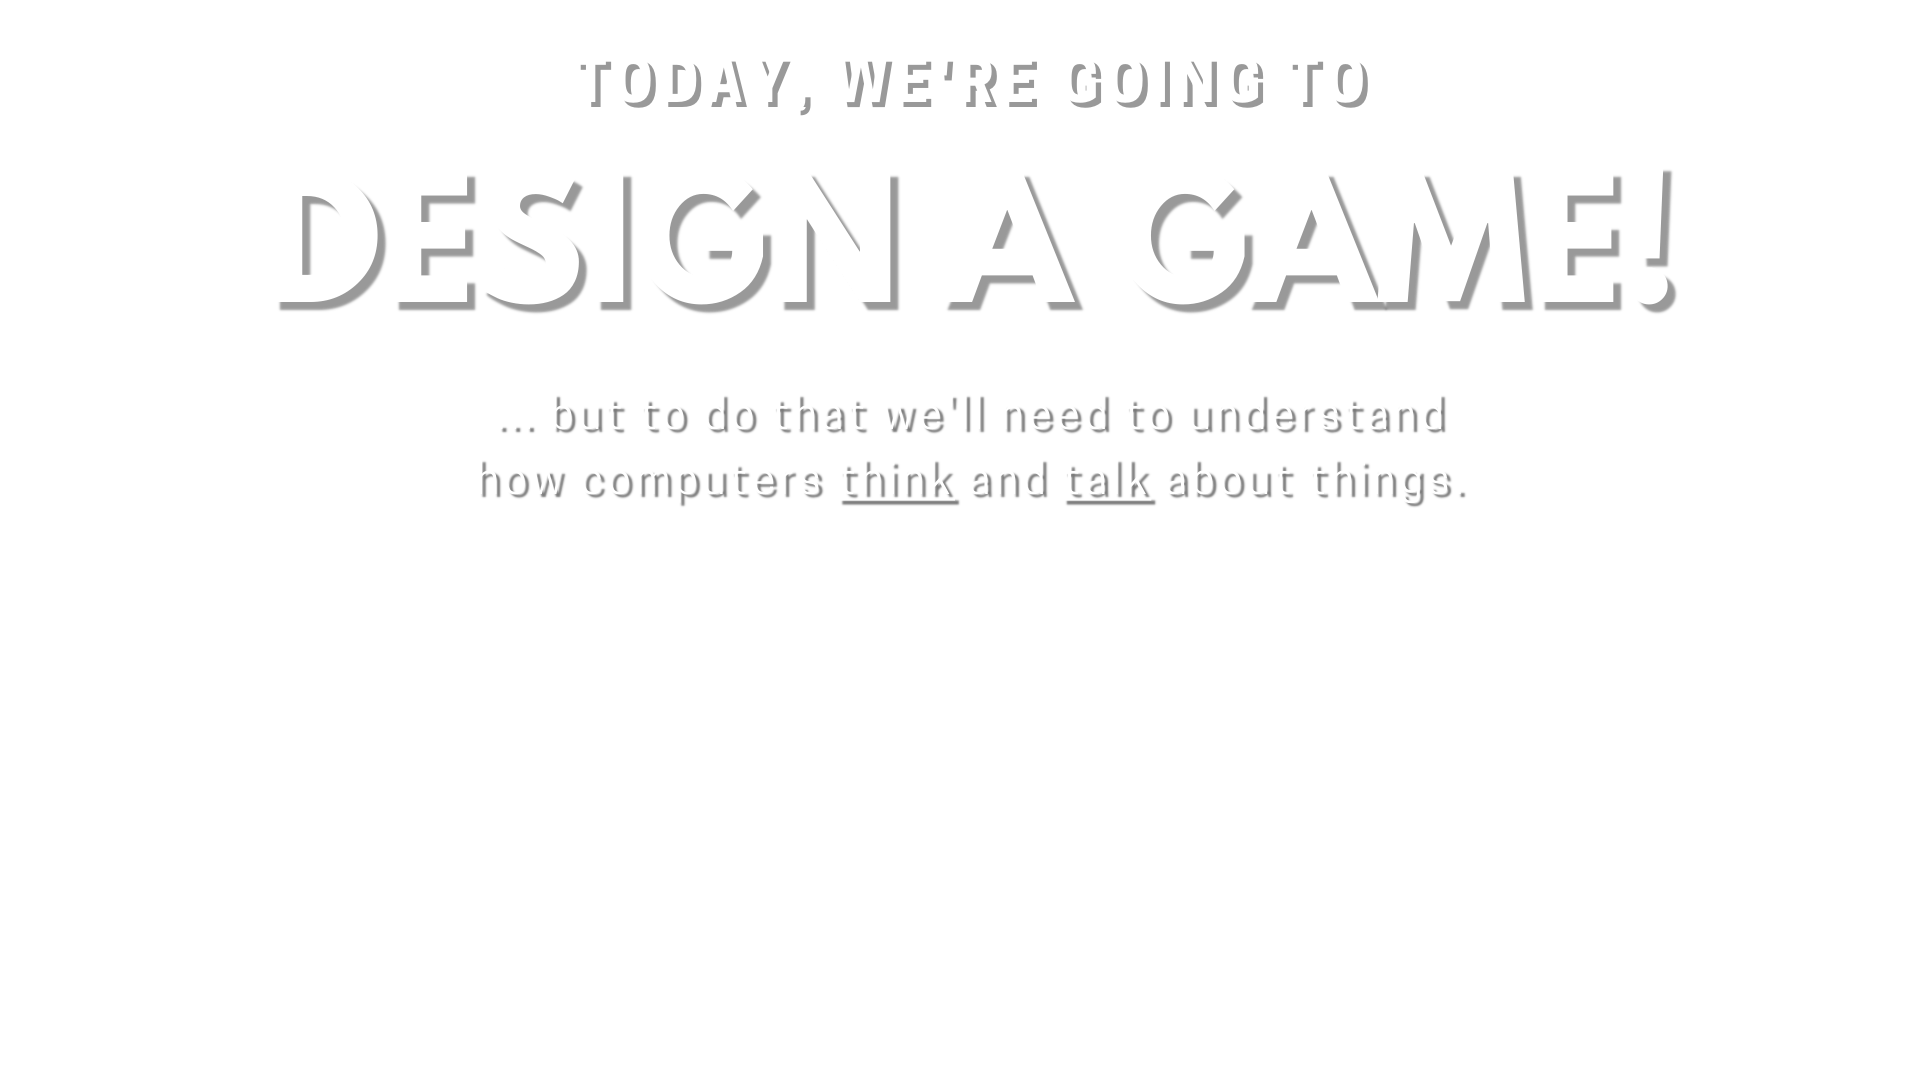 TODAY, WE'RE GOING TO
DESIGN A GAME!
... but to do that we'll need to understand
how computers think and talk about things.